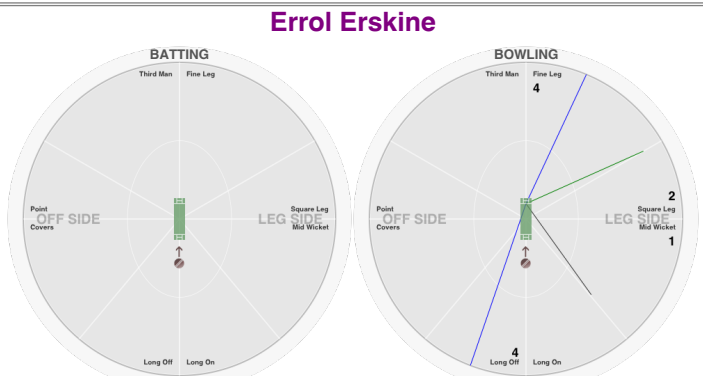 Errol Erskine
BATTING
Third Man Fine Leg
Point
OFF SIDE
Covers
Square Leg
LEG SIDE
Mid Wicket
Long Off Long On
BOWLING
Third Man Fine Leg
4
Point
OFF SIDE
Covers
2
Square Leg
LEG SIDE
Mid Wicket
1
4
Long Off Long On